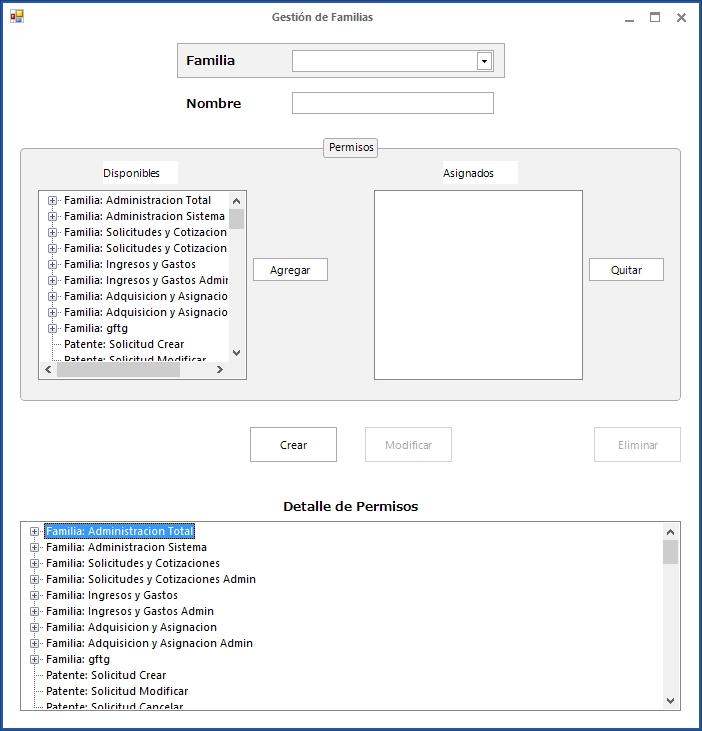 Gestión de Familias
Familia
Nombre
Permisos
Disponibles
Asignados
Familia: Administracion Total
Familia: Administracion Sistema
Familia: Solicitudes y Cotizacion
Familia: Solicitudes y Cotizacion
Familia: Ingresos y Gastos
Familia: Ingresos y Gastos Admir
Familia: Adquisicion y Asignacio
Familia: Adquisicion y Asignacio
Familia: gftg
Patente: Solicitud Crear
Patente: Solicitud Modificar
Agregar
Quitar
Crear
Modificar
Eliminar
Detalle de Permisos
Familia: Administracion Total
Familia: Administracion Sistema
Familia: Solicitudes y Cotizaciones
Familia: Solicitudes y Cotizaciones Admin
Familia: Ingresos y Gastos
Familia: Ingresos y Gastos Admin
Familia: Adquisicion y Asignacion
Familia: Adquisicion y Asignacion Admin
Familia: gftg
Patente: Solicitud Crear
Patente: Solicitud Modificar
Patente: Solicitud Cancelar